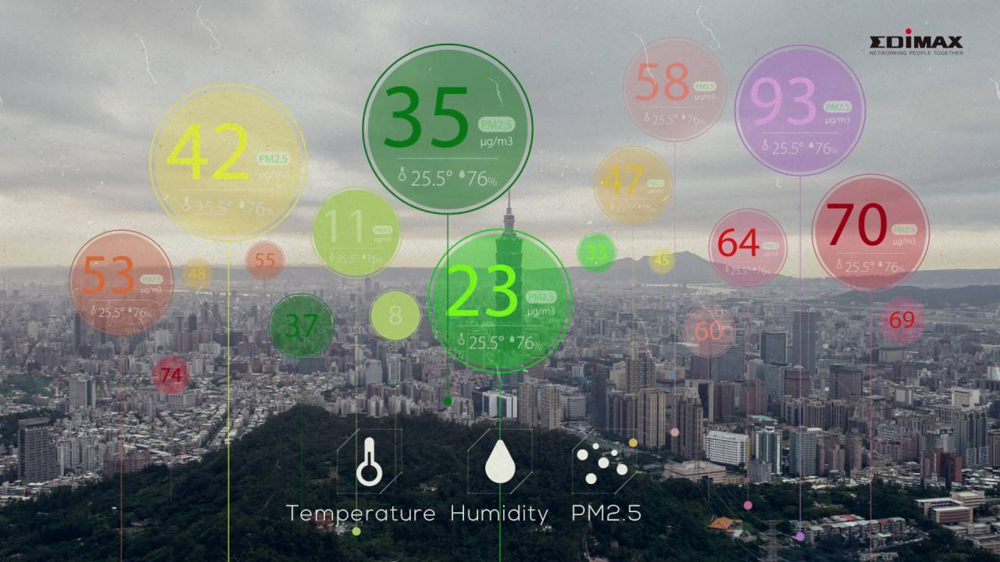 EDIMAX
NETWORKING PEOPLE TOGETHER
58 PM2.5
µg/m3
25.5° 76%
93 PM2.5
µg/m3
25.5° 76%
35 PM2.5
µg/m3
25.5° 76%
42 PM2.5
µg/m3
25.5° 76%
47 PM2.5
µg/m3
25.5° 76%
11 PM2.5
µg/m3
25.5° 76%
70 PM2.5
µg/m3
25.5° 76%
64 PM2.5
µg/m3
25.5° 76%
53 PM2.5
µg/m3
25.5° 76%
48
55
33
45
23 PM2.5
µg/m3
25.5° 76%
37
8
60
69
74
Temperature Humidity PM2.5